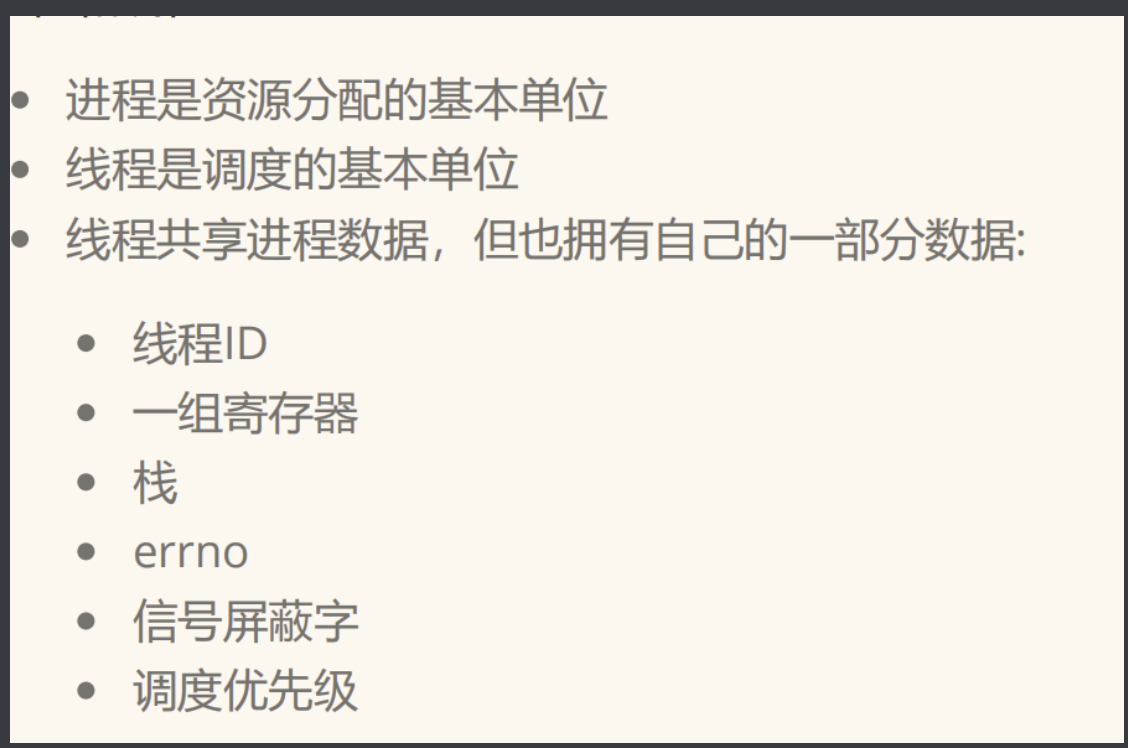 进程是资源分配的基本单位
线程是调度的基本单位
线程共享进程数据，但也拥有自己的一部分数据:
线程ID
一组寄存器
栈
errno
信号屏蔽字
调度优先级